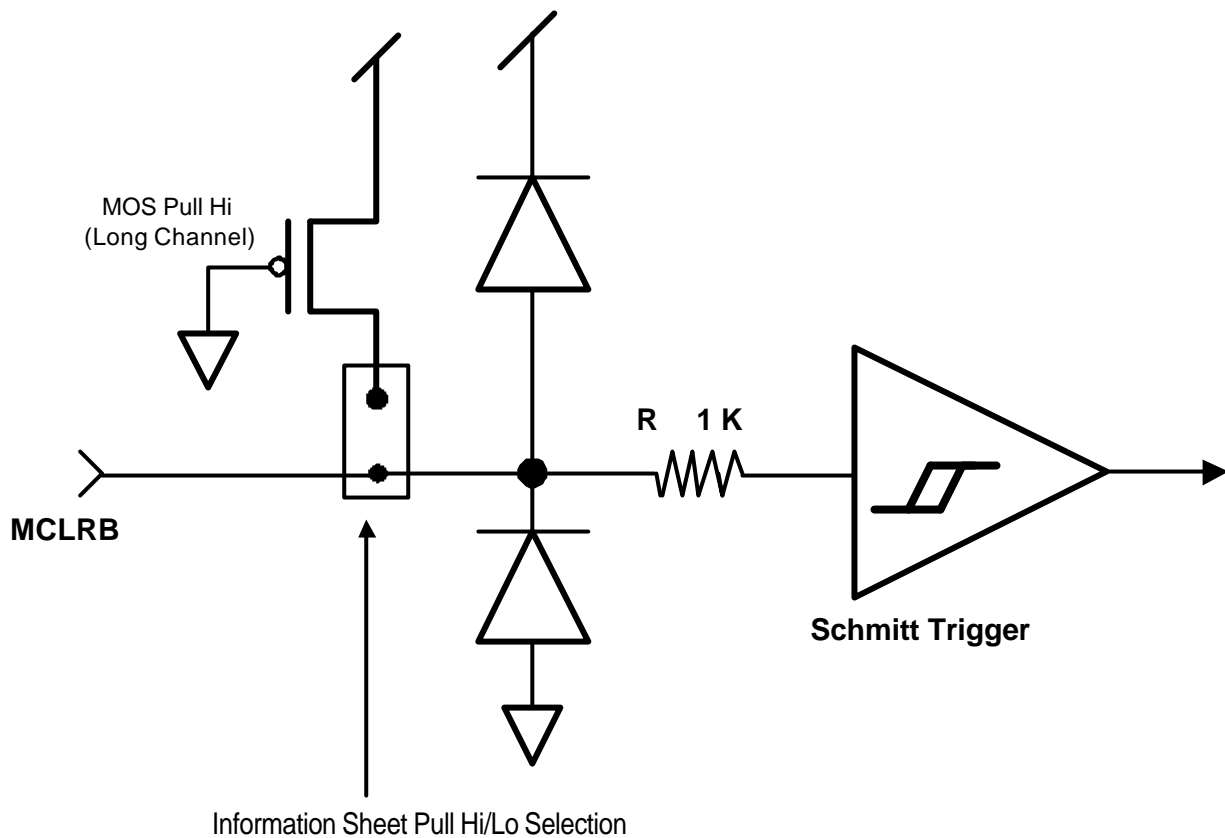 MOS Pull Hi
(Long Channel)
R 1 K
MCLRB
Schmitt Trigger
Information Sheet Pull Hi/Lo Selection